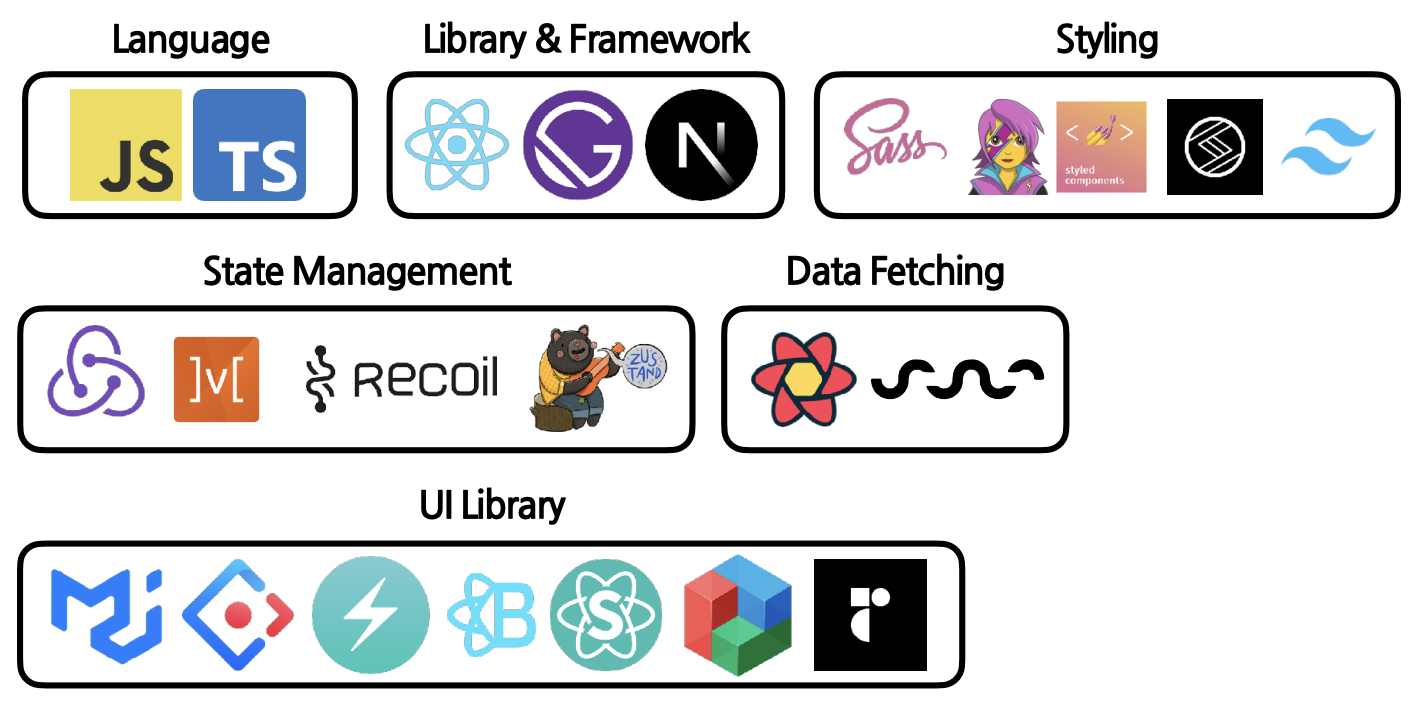 Language
Library & Framework
Styling
JS
TS
N
Sass
< >
styled
components
State Management
Data Fetching
]v[
RECOIL
ZUS
TAND
UI Library
B
S